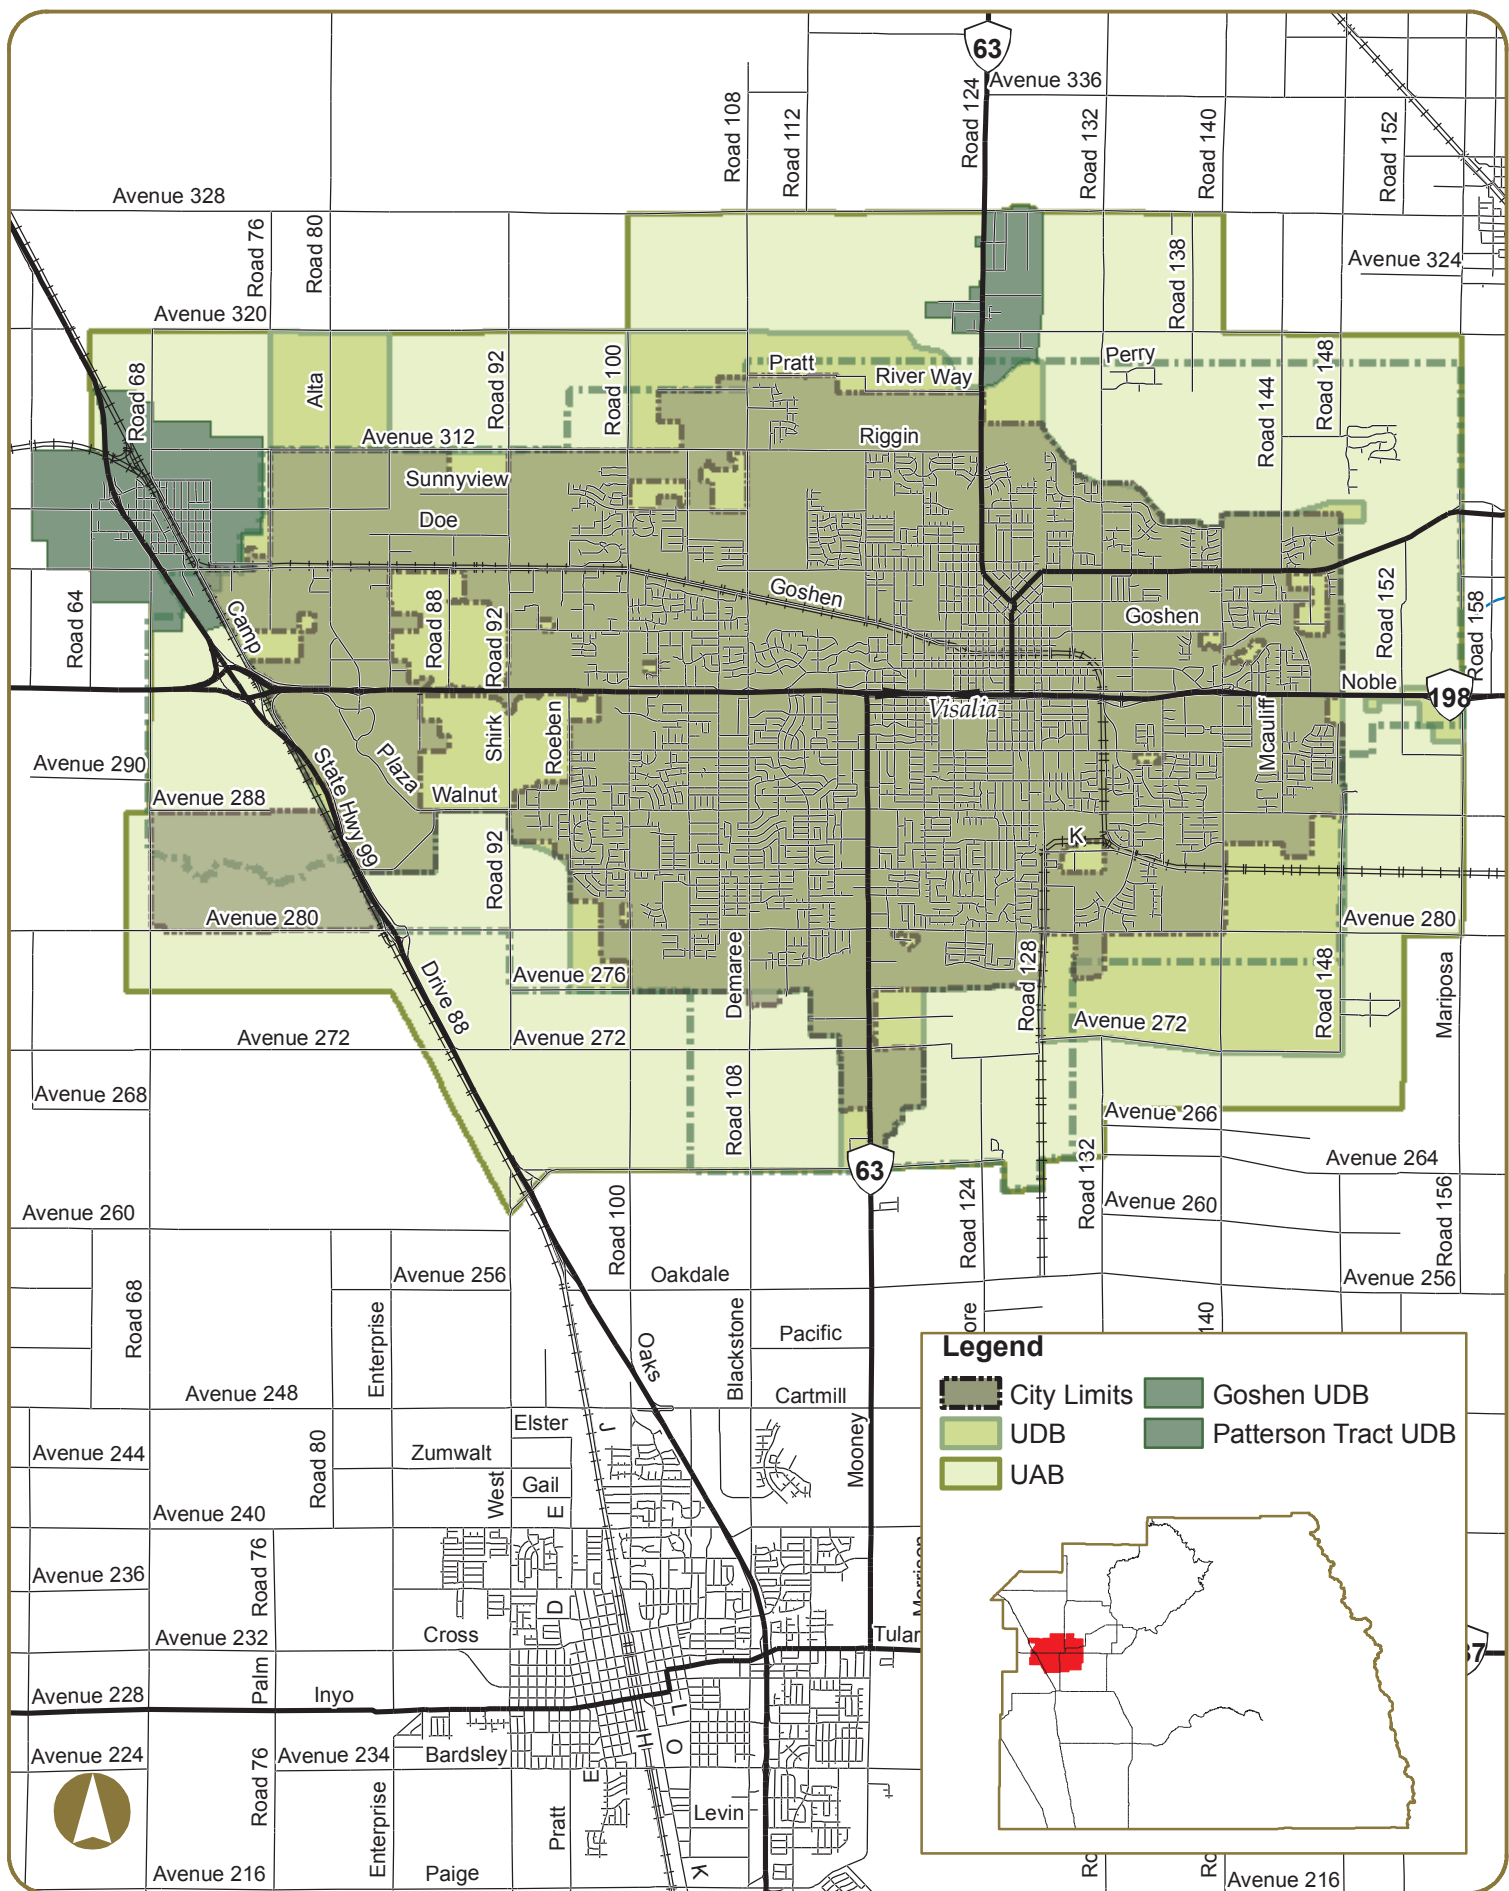 63
Avenue 336
Road 108
Road 112
Road 124
Road 132
Road 140
Road 152
Avenue 328
Road 76
Road 80
Road 138
Avenue 324
Avenue 320
Road 68
Alta
Road 92
Road 100
Pratt
River Way
Perry
Road 144
Road 148
Avenue 312
Riggin
Sunnyview
Doe
Goshen
Goshen
Road 64
Camp
Road 88
Road 92
Road 152
Road 158
Noble
198
Visalia
Mcauliff
Shirk
Roeben
Plaza
State Hwy 99
Avenue 290
Avenue 288
Walnut
K
Road 92
Avenue 280
Avenue 280
Avenue 276
Demaree
Road 128
Road 148
Mariposa
Drive 88
Avenue 272
Avenue 272
Avenue 272
Avenue 268
Road 108
Avenue 266
63
Road 132
Avenue 264
Avenue 260
Road 100
Road 124
Avenue 260
Road 156
Avenue 256
Oakdale
Avenue 256
Road 68
Enterprise
Oaks
Blackstone
Pacific
ore
140
Avenue 248
Cartmill
Elster
J
Avenue 244
Road 80
Zumwalt
West
Gail
E
Mooney
Avenue 240
Avenue 236
Road 76
D
Avenue 232
Cross
Tular
Palm
Avenue 228
Inyo
L
Avenue 224
Avenue 234
Bardsley
H
O
Road 76
E
Enterprise
Pratt
Levin
Avenue 216
Paige
K
Legend
City Limits
Goshen UDB
UDB
Patterson Tract UDB
UAB
Avenue 216